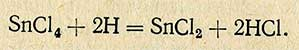 SnCl₄ + 2H = SnCl₂ + 2HCl.